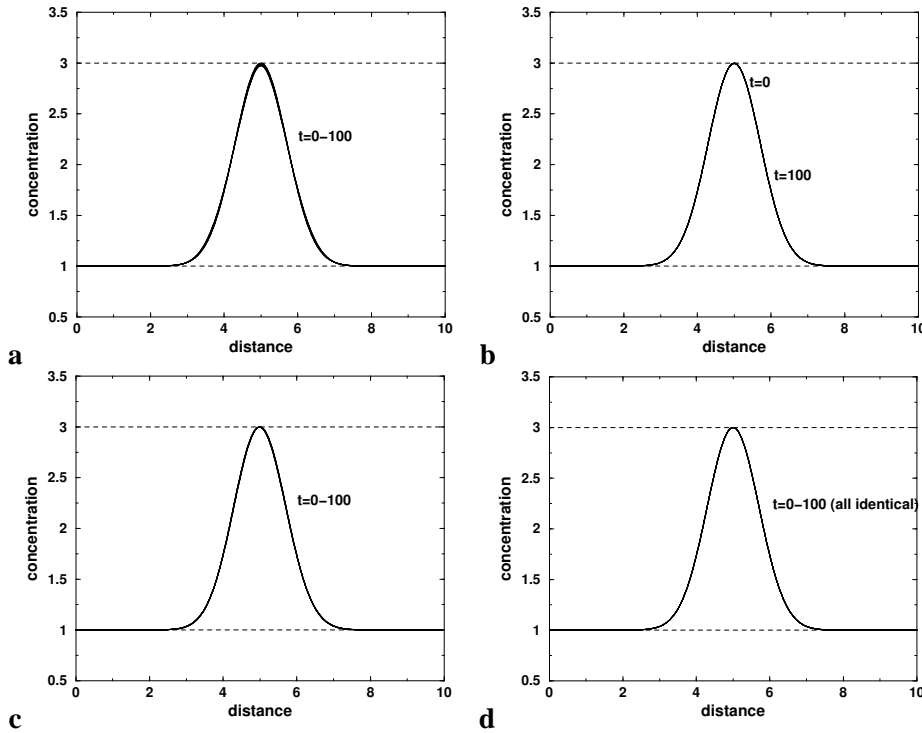 3.5
3
2.5
2
1.5
1
0.5
0 2 4 6 8 10
concentration
distance
t=0−100
a
3.5
3
2.5
2
1.5
1
0.5
0 2 4 6 8 10
concentration
distance
t=0
t=100
b
3.5
3
2.5
2
1.5
1
0.5
0 2 4 6 8 10
concentration
distance
t=0−100
c
3.5
3
2.5
2
1.5
1
0.5
0 2 4 6 8 10
concentration
distance
t=0−100 (all identical)
d